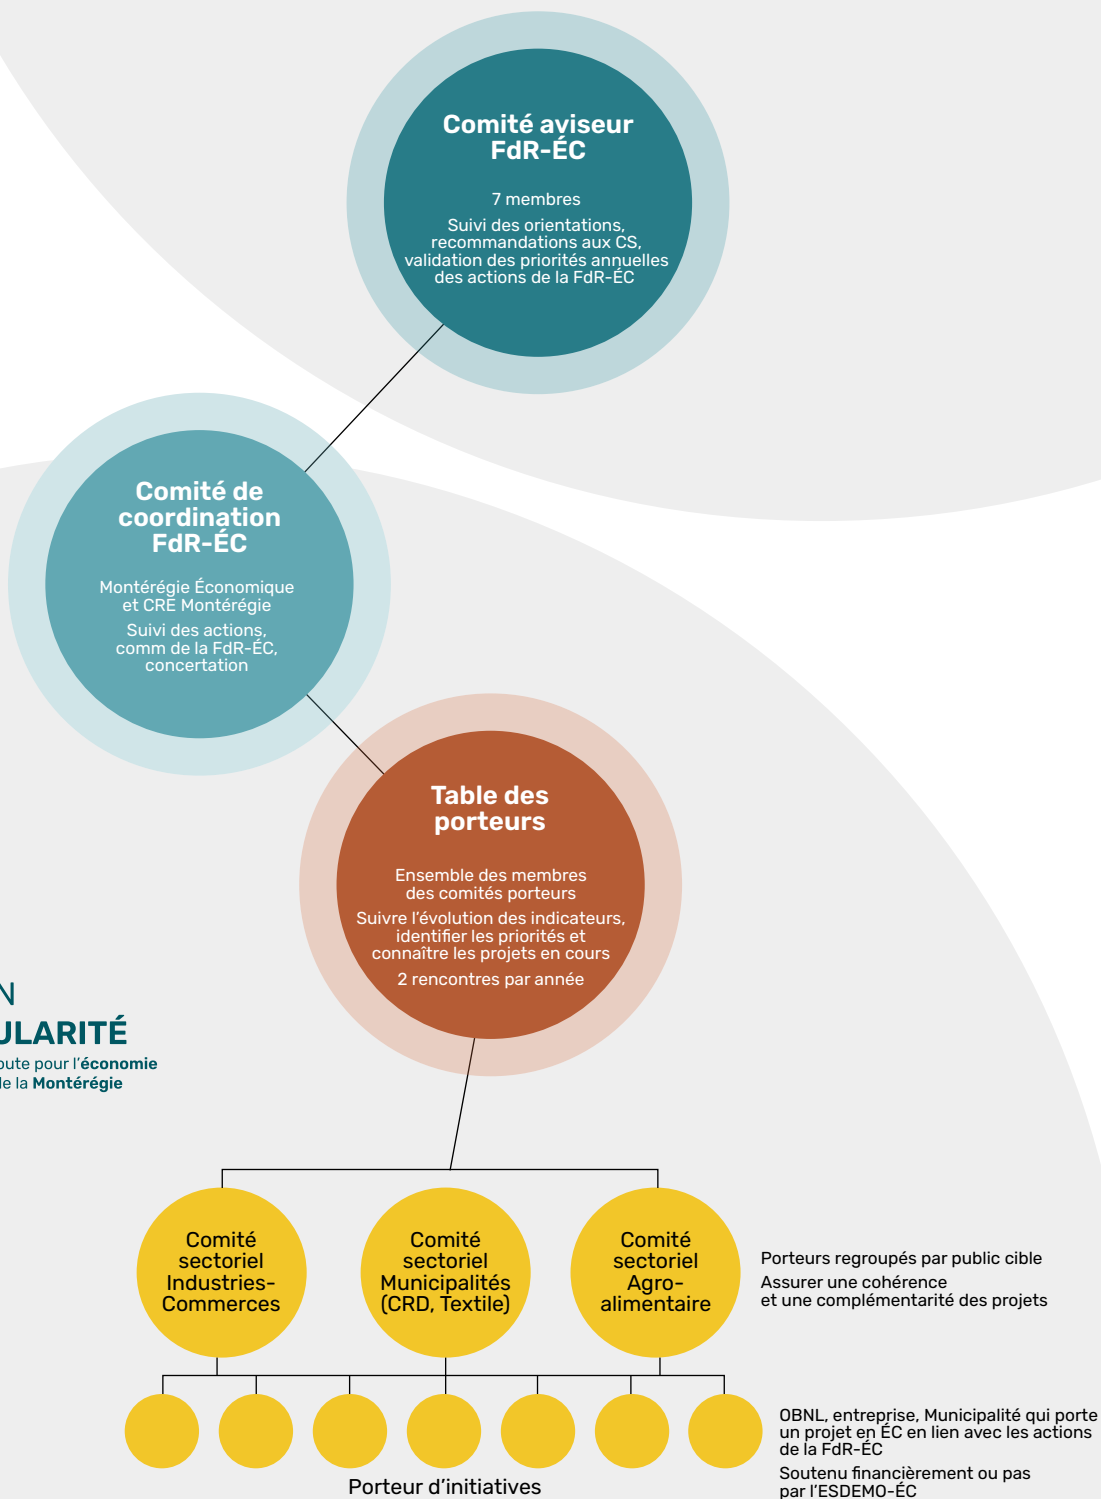 Comité aviseur
FdR-ÉC
7 membres
Suivi des orientations,
recommandations aux CS,
validation des priorités annuelles
des actions de la FdR-ÉC
Comité de
coordination
FdR-ÉC
Montérégie Économique
et CRE Montérégie
Suivi des actions,
comm de la FdR-ÉC,
concertation
Table des
porteurs
Ensemble des membres
des comités porteurs
Suivre l’évolution des indicateurs,
identifier les priorités et
connaître les projets en cours
2 rencontres par année
N
ULARITÉ
oute pour l’économie
de la Montérégie
Comité
sectoriel
Industries-
Commerces
Comité
sectoriel
Municipalités
(CRD, Textile)
Comité
sectoriel
Agro-
alimentaire
Porteurs regroupés par public cible
Assurer une cohérence
et une complémentarité des projets
Porteur d’initiatives
OBNL, entreprise, Municipalité qui porte
un projet en ÉC en lien avec les actions
de la FdR-ÉC
Soutenu financièrement ou pas
par l’ESDEMO-ÉC